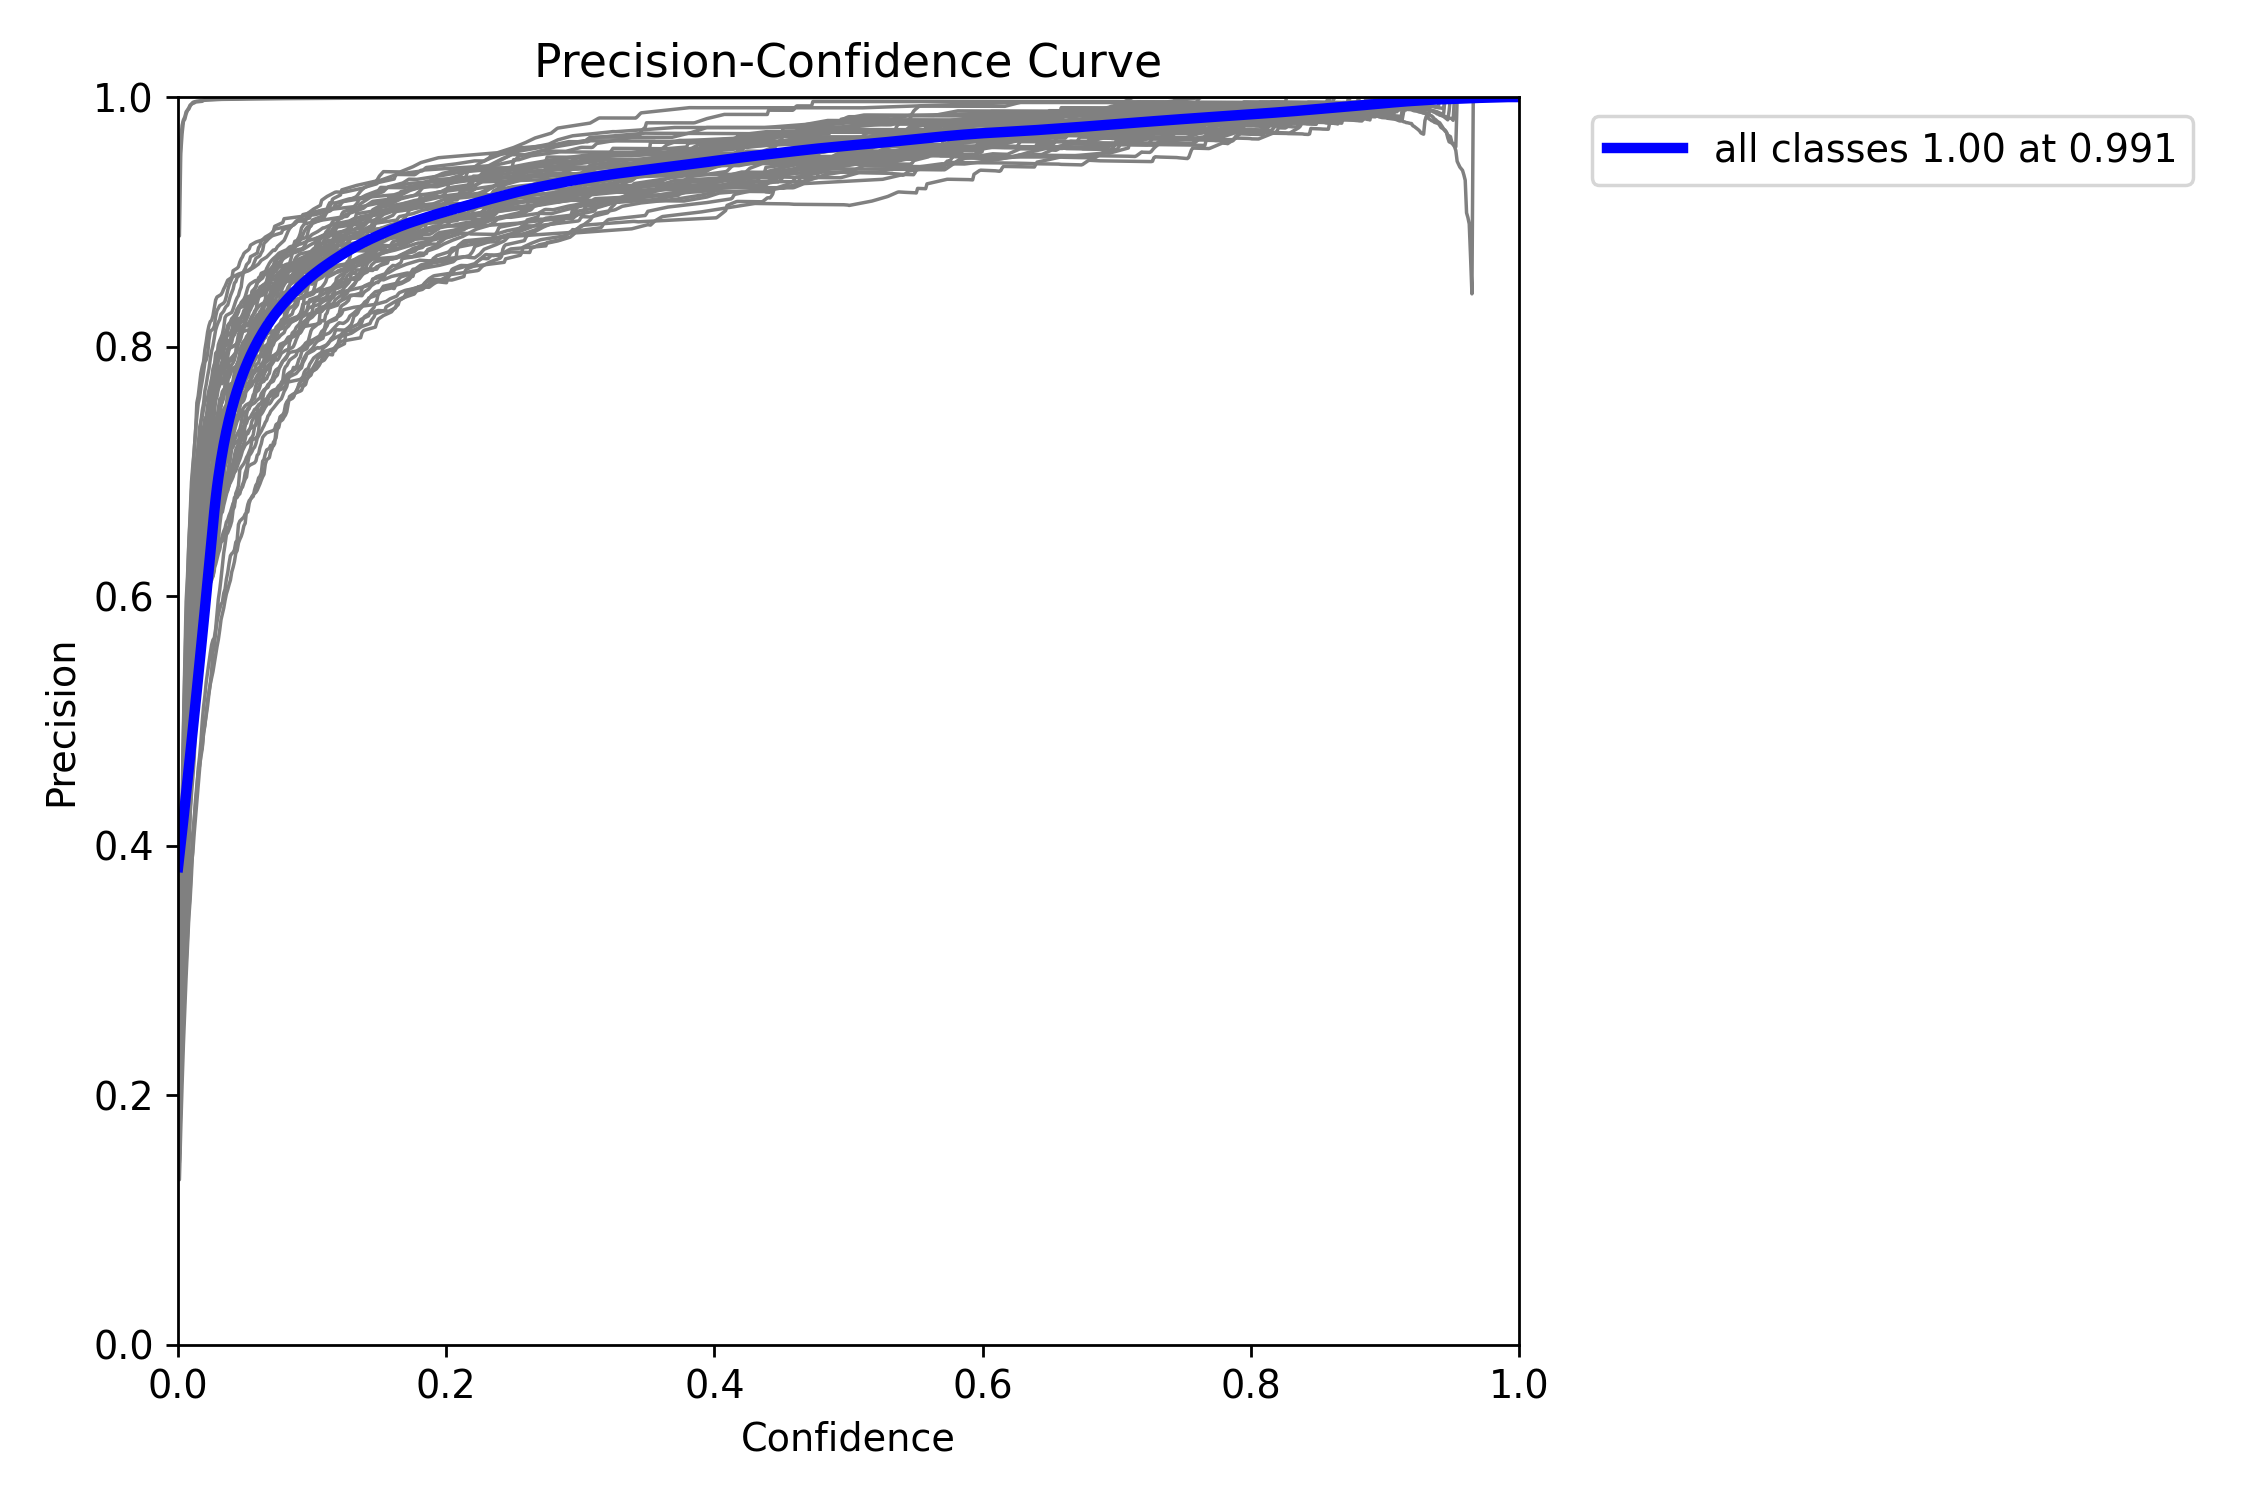 Precision-Confidence Curve
all classes 1.00 at 0.991
1.0
0.8
0.6
0.4
0.2
0.0
Precision
0.0 0.2 0.4 0.6 0.8 1.0
Confidence